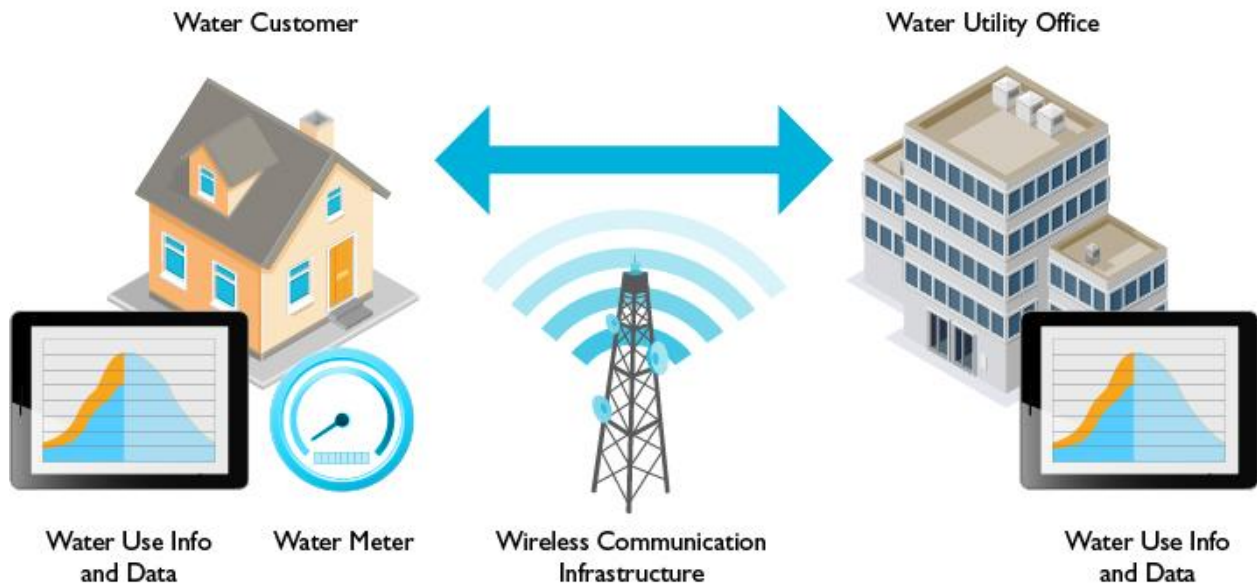 Water Customer
Water Utility Office
Water Use Info
and Data
Water Meter
Wireless Communication
Infrastructure
Water Use Info
and Data